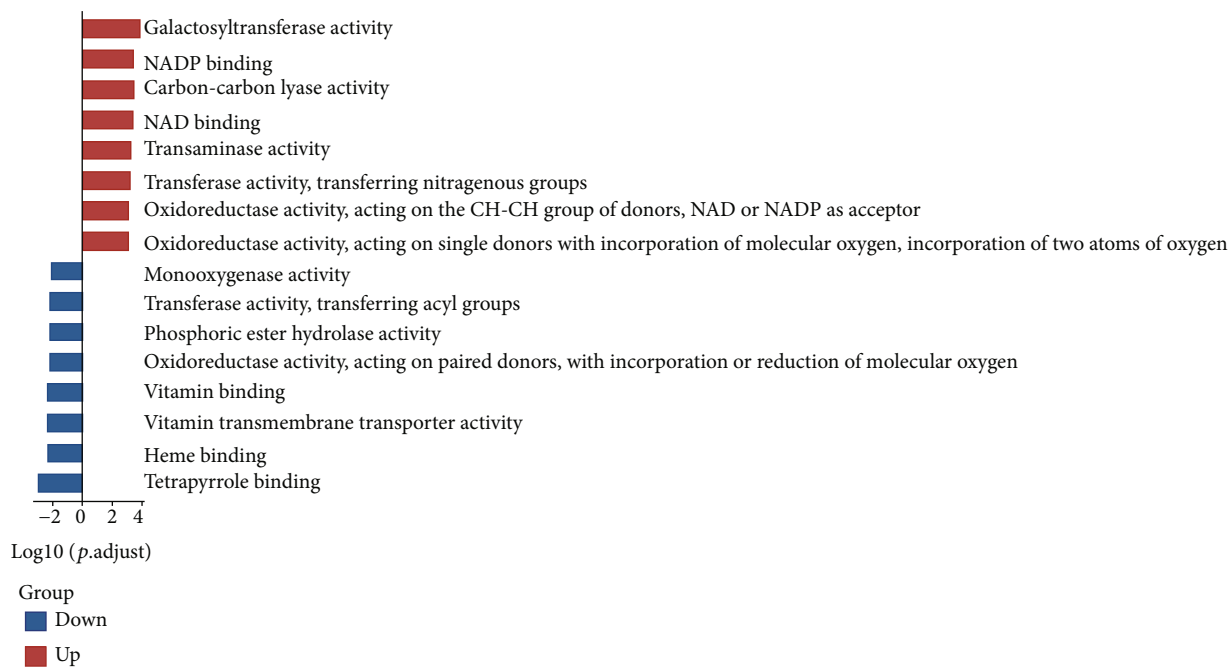 Galactosyltransferase activity
NADP binding
Carbon-carbon lyase activity
NAD binding
Transaminase activity
Transferase activity, transferring nitragenous groups
Oxidoreductase activity, acting on the CH-CH group of donors, NAD or NADP as acceptor
Oxidoreductase activity, acting on single donors with incorporation of molecular oxygen, incorporation of two atoms of oxygen
Monooxygenase activity
Transferase activity, transferring acyl groups
Phosphoric ester hydrolase activity
Oxidoreductase activity, acting on paired donors, with incorporation or reduction of molecular oxygen
Vitamin binding
Vitamin transmembrane transporter activity
Heme binding
Tetrapyrrole binding
−2 0 2 4
Log10 (p.adjust)
Group
Down
Up